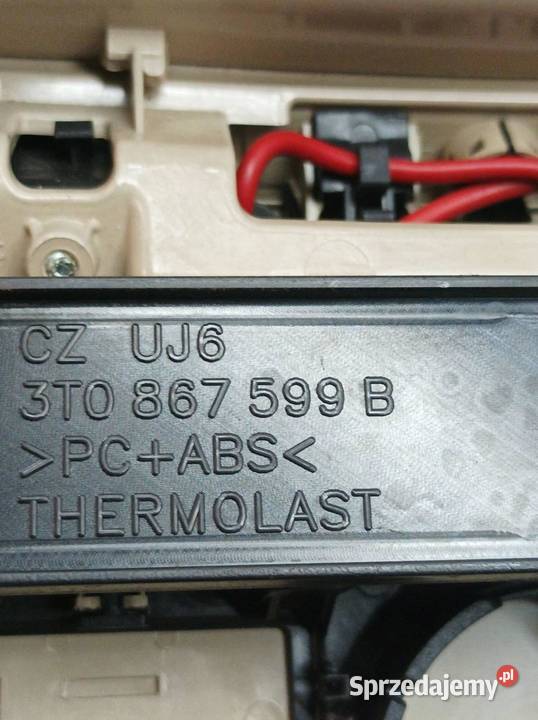 CZ UJ6
3T0 867 599 B
>PC+ABS<
THERMOLAST
Sprzedajemy.pl